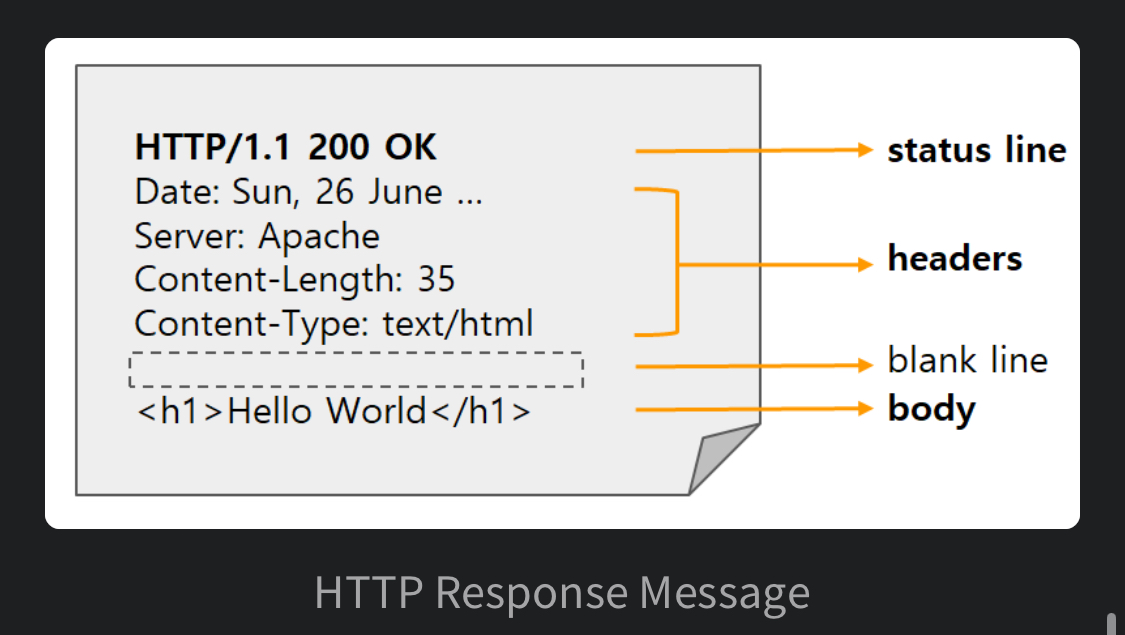 HTTP/1.1 200 OK
Date: Sun, 26 June ...
Server: Apache
Content-Length: 35
Content-Type: text/html
<h1>Hello World</h1>
status line
headers
blank line
body
HTTP Response Message